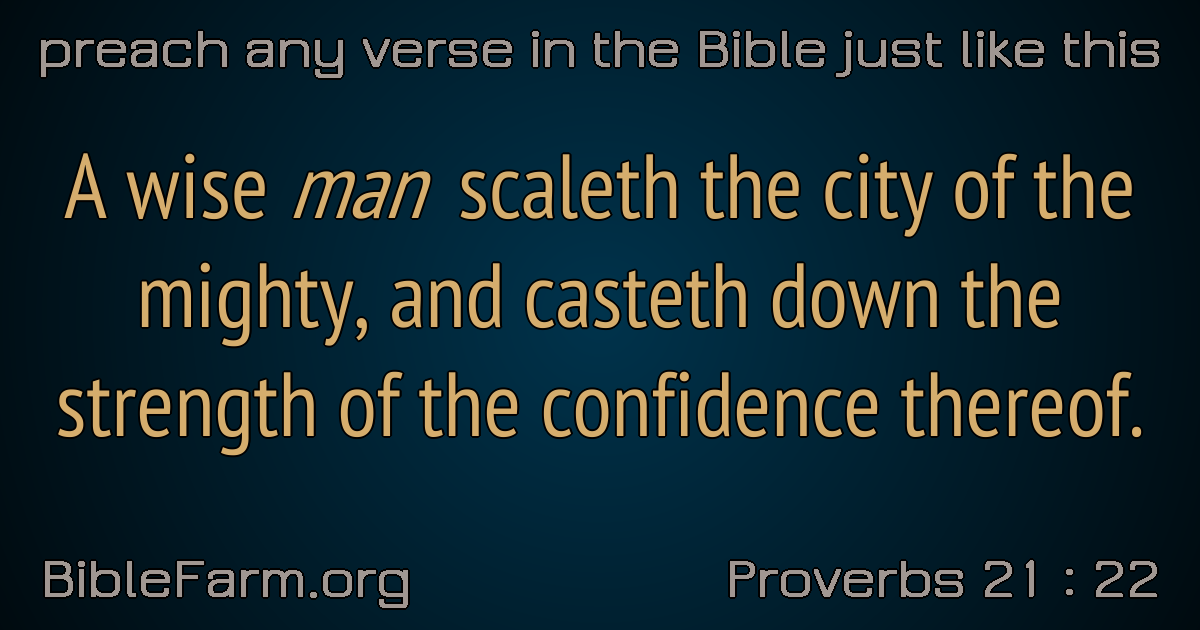 preach any verse in the Bible just like this
A wise man scaleth the city of the
mighty, and casteth down the
strength of the confidence thereof.
BibleFarm.org
Proverbs 21 : 22